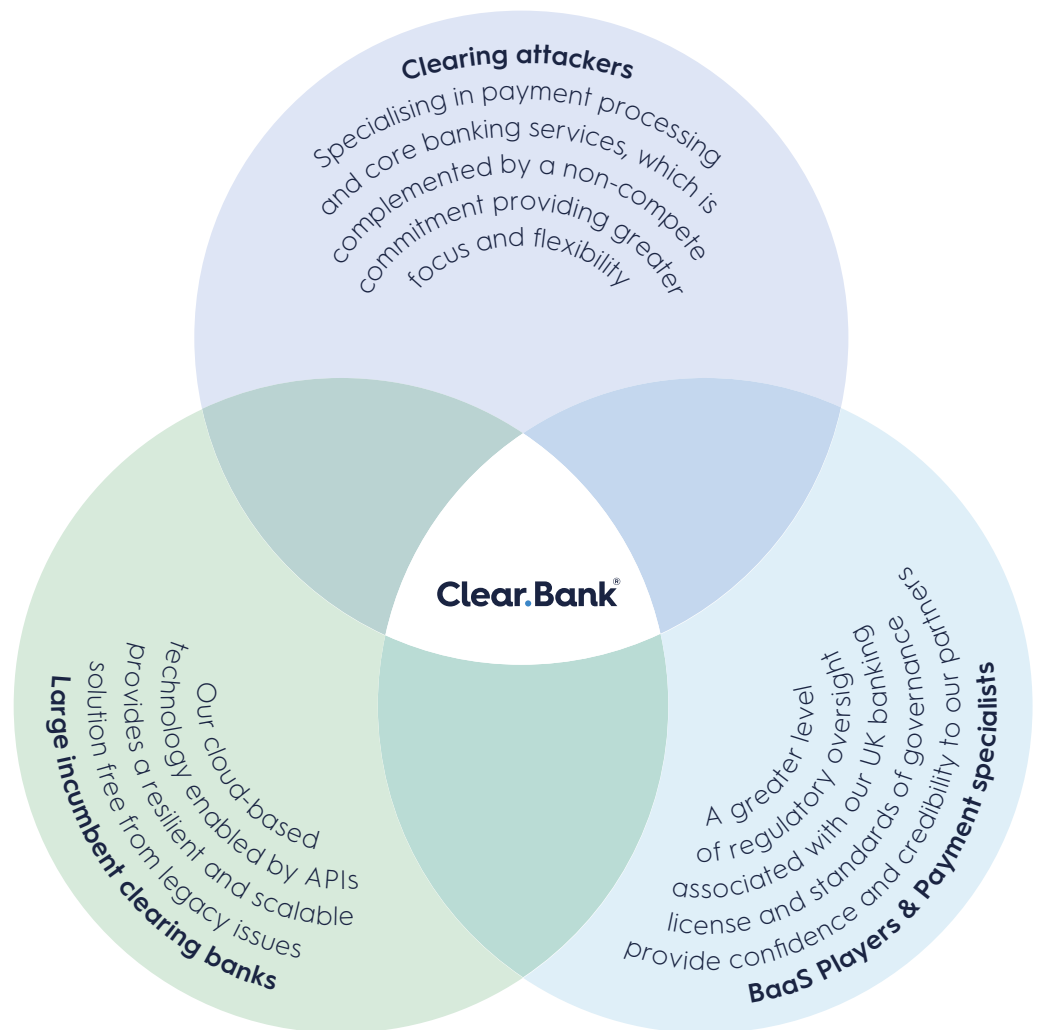 Clearing attackers
Specialising in payment processing
and core banking services, which is
complemented by a non-compete
commitment providing greater
focus and flexibility
Clear.Bank®
Our cloud-based
technology enabled by APIs
provides a resilient and scalable
solution free from legacy issues
Large incumbent clearing banks
A greater level
of regulatory oversight
associated with our UK banking
license and standards of governance
provide confidence and credibility to our partners
BaaS Players & Payment specialists